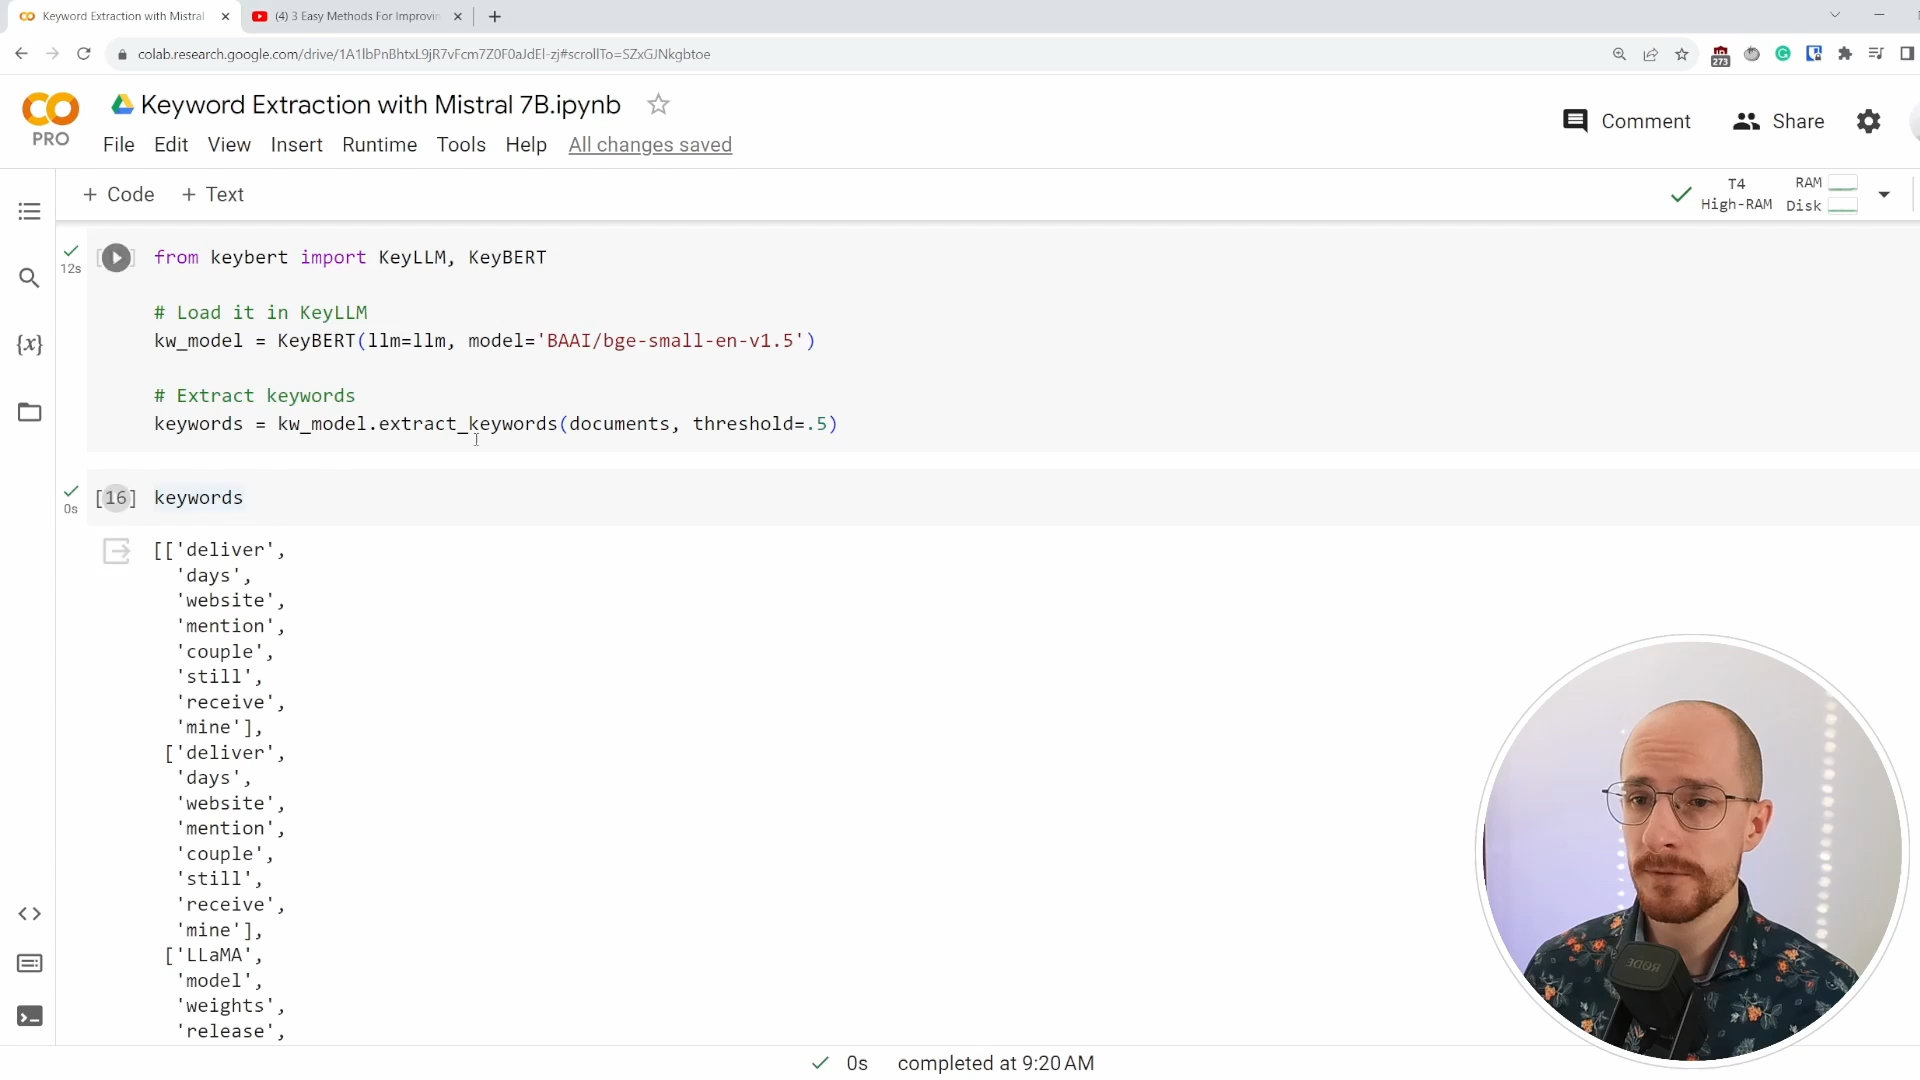 Keyword Extraction with Mistral
(4) 3 Easy Methods For Improvin
colab.research.google.com/drive/1A1lbPnBhtxL9jR7vFcm7Z0F0aJdEl-zj#scrollTo=SZxGJNkgbtoe
273
Keyword Extraction with Mistral 7B.ipynb
PRO
Comment
Share
File Edit View Insert Runtime Tools Help All changes saved
+ Code + Text
T4
High-RAM
RAM
Disk
12s
from keybert import KeyLLM, KeyBERT
# Load it in KeyLLM
kw_model = KeyBERT(llm=llm, model='BAAI/bge-small-en-v1.5')
# Extract keywords
keywords = kw_model.extract_keywords(documents, threshold=.5)
0s
[16] keywords
[['deliver',
'days',
'website',
'mention',
'couple',
'still',
'receive',
'mine'],
['deliver',
'days',
'website',
'mention',
'couple',
'still',
'receive',
'mine'],
['LLaMA',
'model',
'weights',
'release',
RØDE
0s completed at 9:20 AM